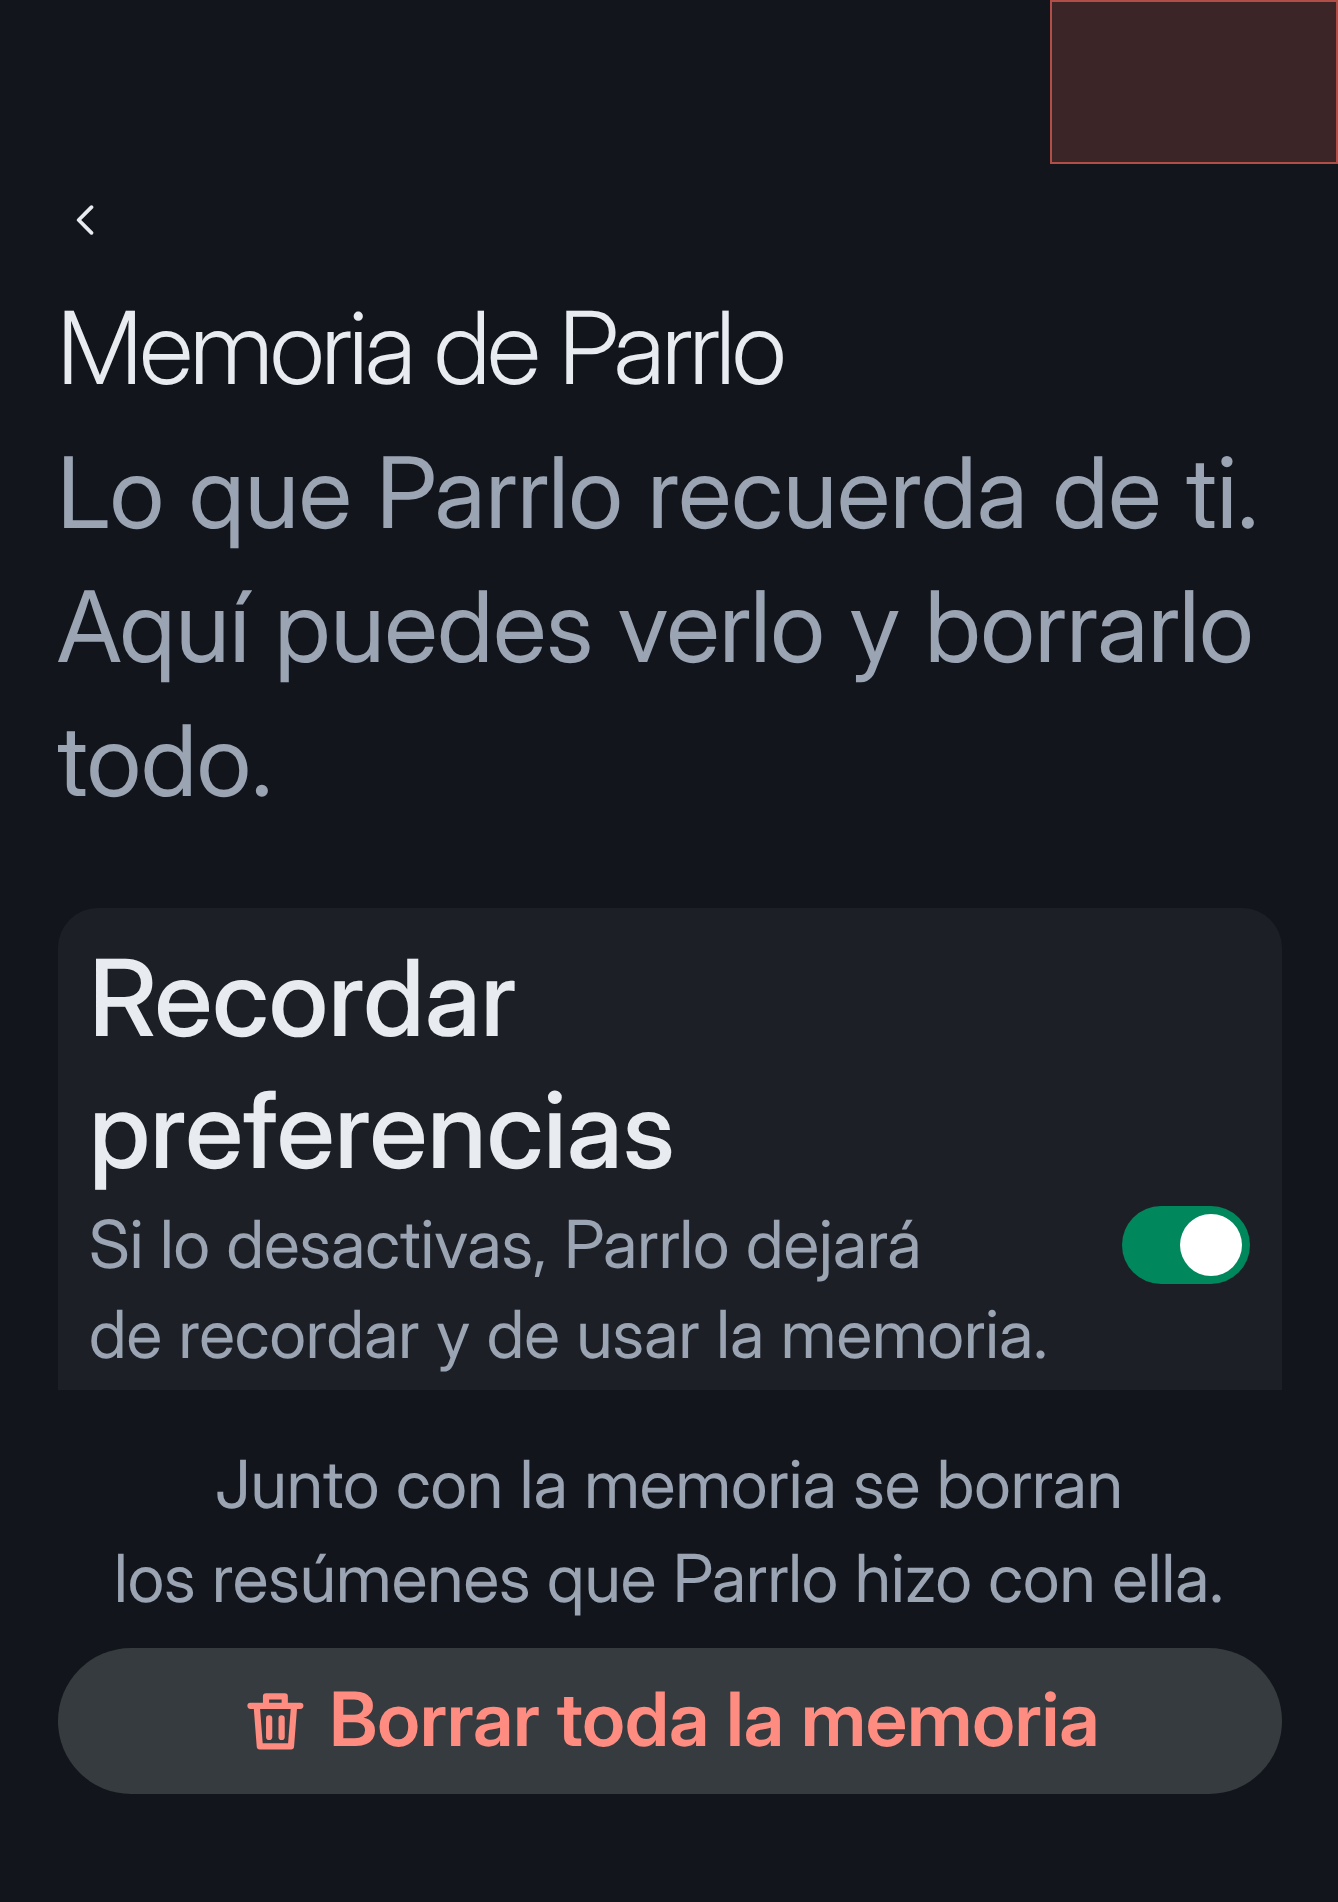 Memoria de Parrlo
Lo que Parrlo recuerda de ti.
Aquí puedes verlo y borrarlo
todo.
Recordar
preferencias
Si lo desactivas, Parrlo dejará
de recordar y de usar la memoria.
Junto con la memoria se borran
los resúmenes que Parrlo hizo con ella.
Borrar toda la memoria